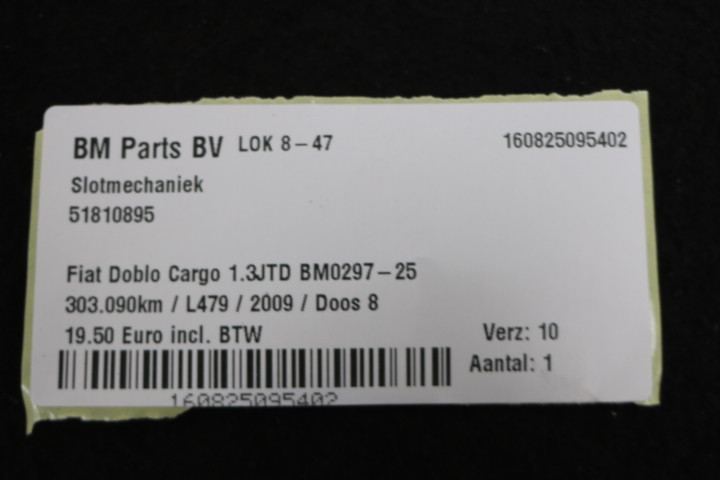 BM Parts BV LOK 8-47 160825095402
Slotmechaniek
51810895
Fiat Doblo Cargo 1.3JTD BM0297-25
303.090km / L479 / 2009 / Doos 8
19.50 Euro incl. BTW Verz: 10
Aantal: 1
160825095402